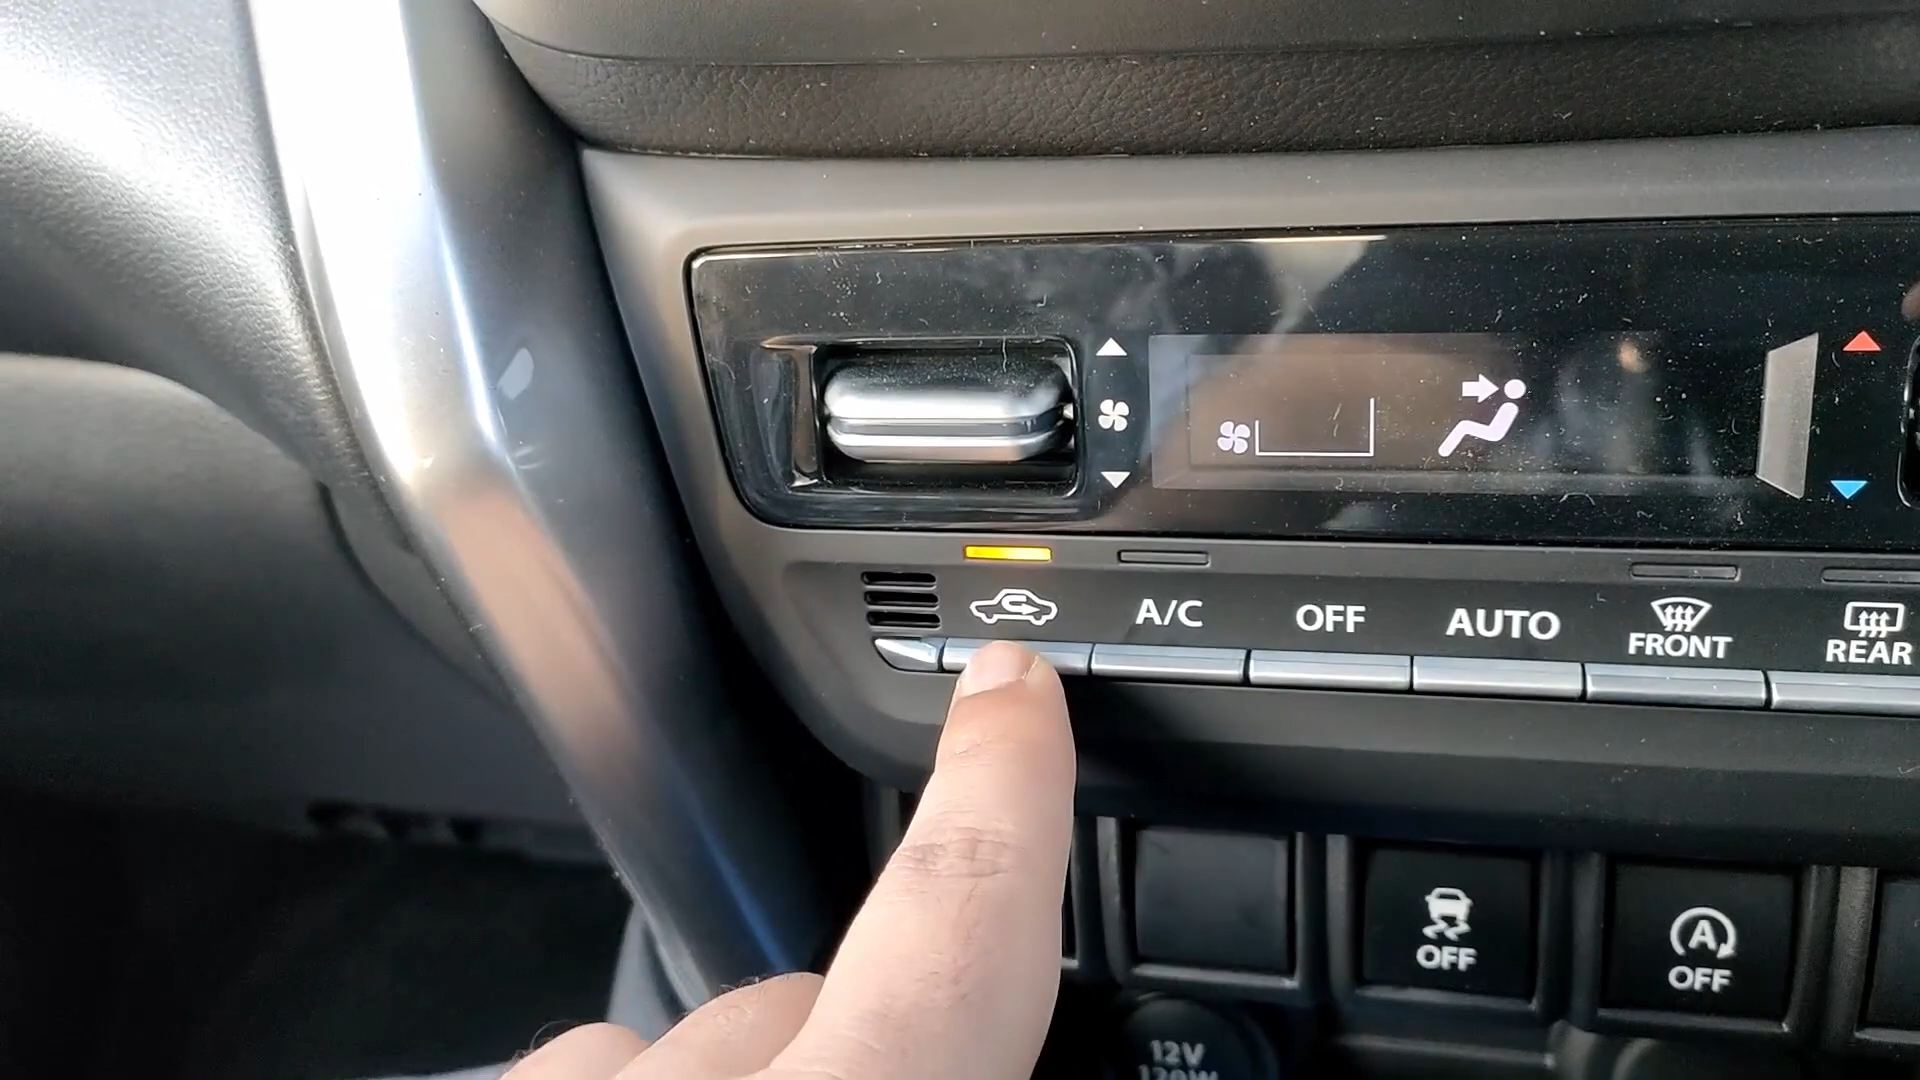 A/C
OFF
AUTO
FRONT
REAR
OFF
A
OFF
12V
120W